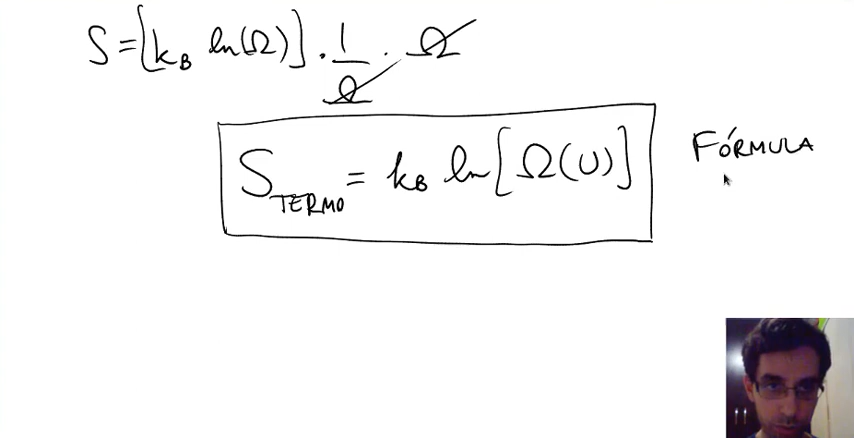 S = [k_B ln(Ω)] · 1/Ω · Ω
S_TERMO = k_B ln[Ω(U)]
FÓRMULA